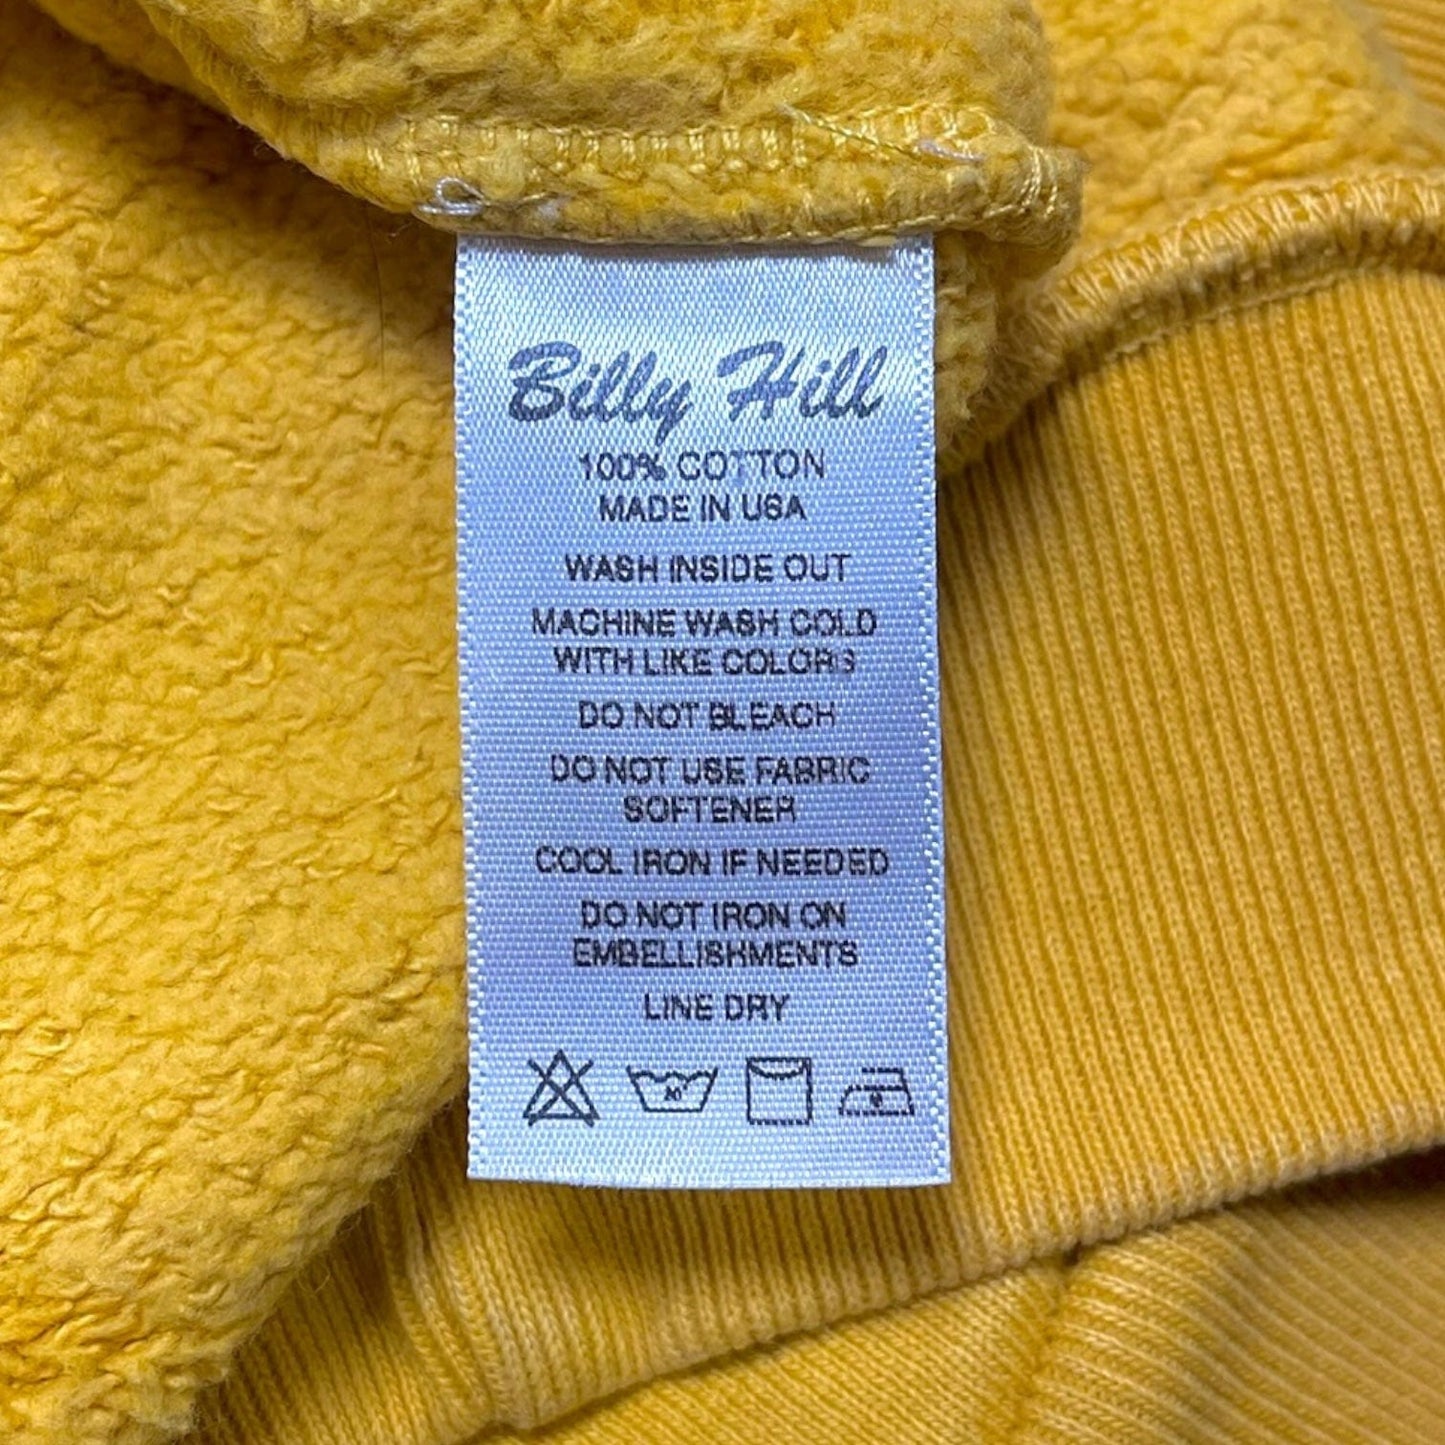 Billy Hill
100% COTTON
MADE IN USA
WASH INSIDE OUT
MACHINE WASH COLD
WITH LIKE COLORS
DO NOT BLEACH
DO NOT USE FABRIC
SOFTENER
COOL IRON IF NEEDED
DO NOT IRON ON
EMBELLISHMENTS
LINE DRY